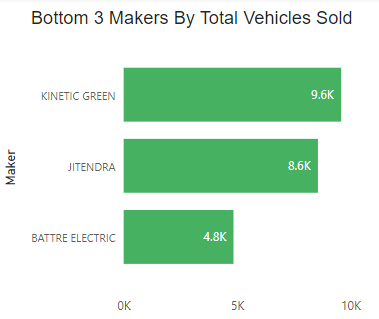 Bottom 3 Makers By Total Vehicles Sold
Maker
KINETIC GREEN
9.6K
JITENDRA
8.6K
BATTRE ELECTRIC
4.8K
0K
5K
10K